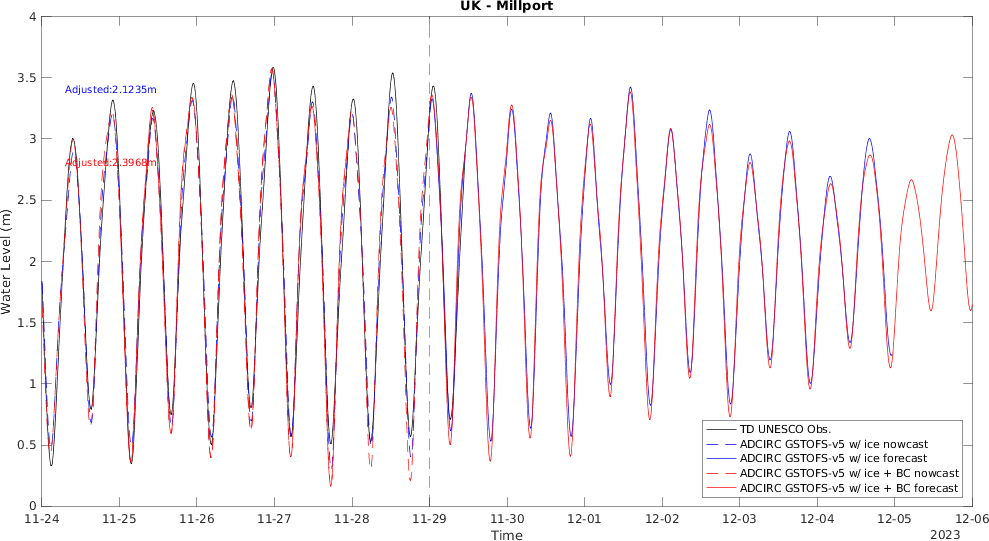 UK - Millport
4
3.5
3
2.5
2
1.5
1
0.5
0
Water Level (m)
Adjusted:2.1235m
Adjusted:2.3968m
TD UNESCO Obs.
ADCIRC GSTOFS-v5 w/ ice nowcast
ADCIRC GSTOFS-v5 w/ ice forecast
ADCIRC GSTOFS-v5 w/ ice + BC nowcast
ADCIRC GSTOFS-v5 w/ ice + BC forecast
11-24 11-25 11-26 11-27 11-28 11-29 11-30 12-01 12-02 12-03 12-04 12-05 12-06
Time
2023